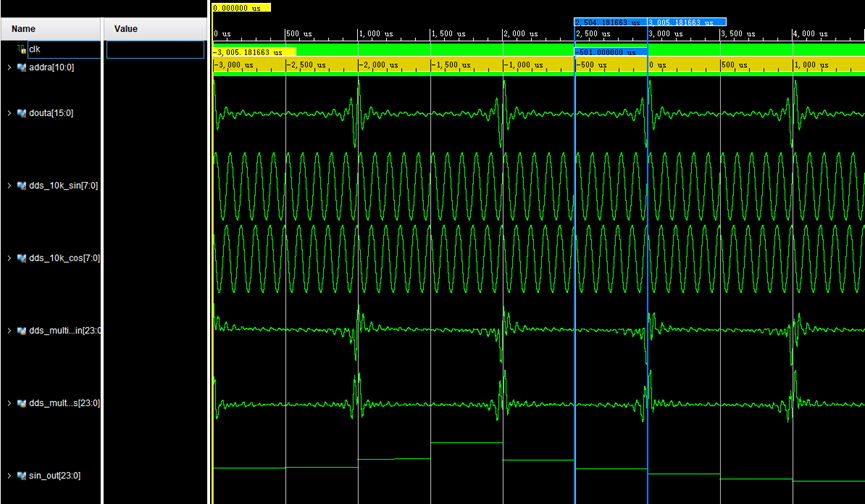 0.000000 us
2,504.181663 us 3,005.181663 us
Name Value
0 us 500 us 1,000 us 1,500 us 2,000 us 2,500 us 3,000 us 3,500 us 4,000 us
clk
-3,005.181663 us -501.000000 us
addra[10:0]
-3,000 us -2,500 us -2,000 us -1,500 us -1,000 us 0 us 500 us 1,000 us
douta[15:0]
dds_10k_sin[7:0]
dds_10k_cos[7:0]
dds_multi...in[23:0
dds_mult...s[23:0]
sin_out[23:0]